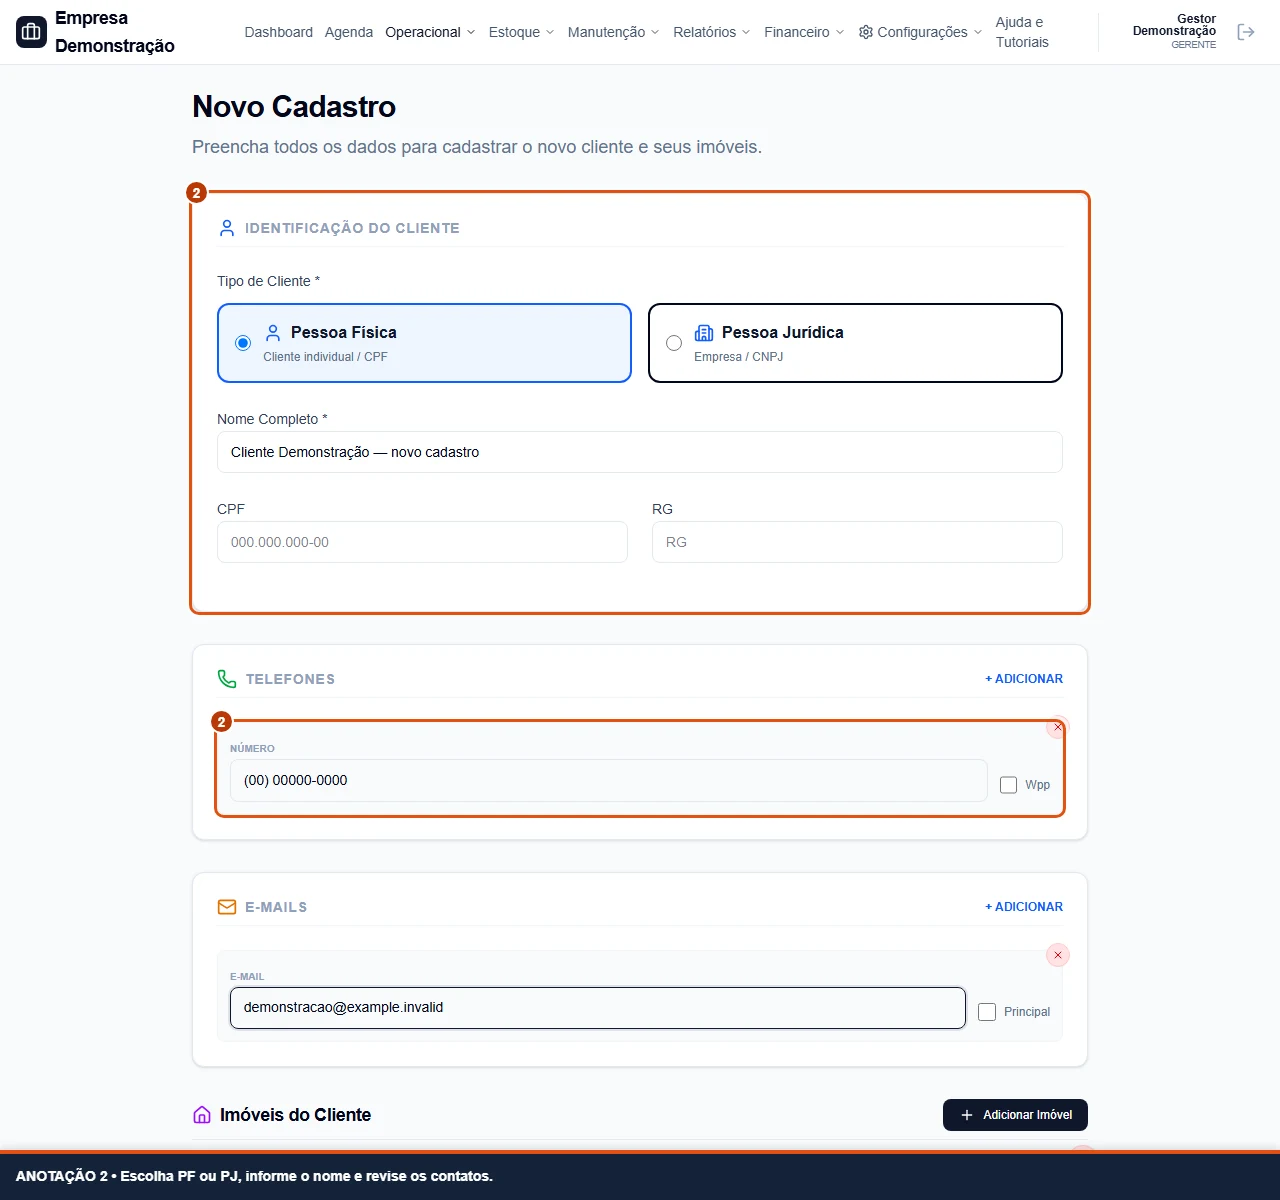 Empresa
Demonstração
Dashboard Agenda Operacional Estoque Manutenção Relatórios Financeiro Configurações Ajuda e Tutoriais
Gestor
Demonstração
GERENTE
Novo Cadastro
Preencha todos os dados para cadastrar o novo cliente e seus imóveis.
2
IDENTIFICAÇÃO DO CLIENTE
Tipo de Cliente *
Pessoa Física
Cliente individual / CPF
Pessoa Jurídica
Empresa / CNPJ
Nome Completo *
Cliente Demonstração — novo cadastro
CPF
000.000.000-00
RG
RG
TELEFONES
+ ADICIONAR
2
NÚMERO
(00) 00000-0000
Wpp
E-MAILS
+ ADICIONAR
E-MAIL
demonstracao@example.invalid
Principal
Imóveis do Cliente
Adicionar Imóvel
ANOTAÇÃO 2 • Escolha PF ou PJ, informe o nome e revise os contatos.